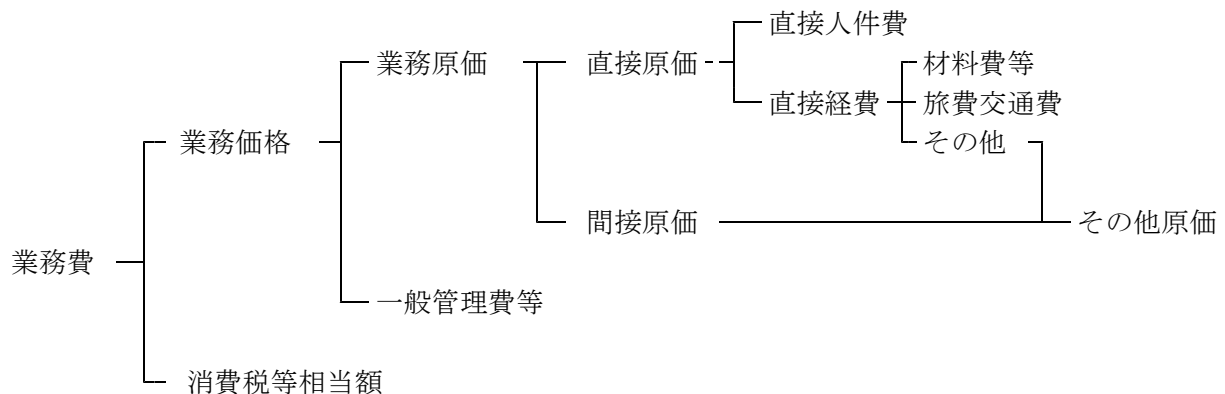 直接人件費
業務原価 直接原価 材料費等
直接経費 旅費交通費
業務価格 その他
間接原価 その他原価
業務費
一般管理費等
消費税等相当額